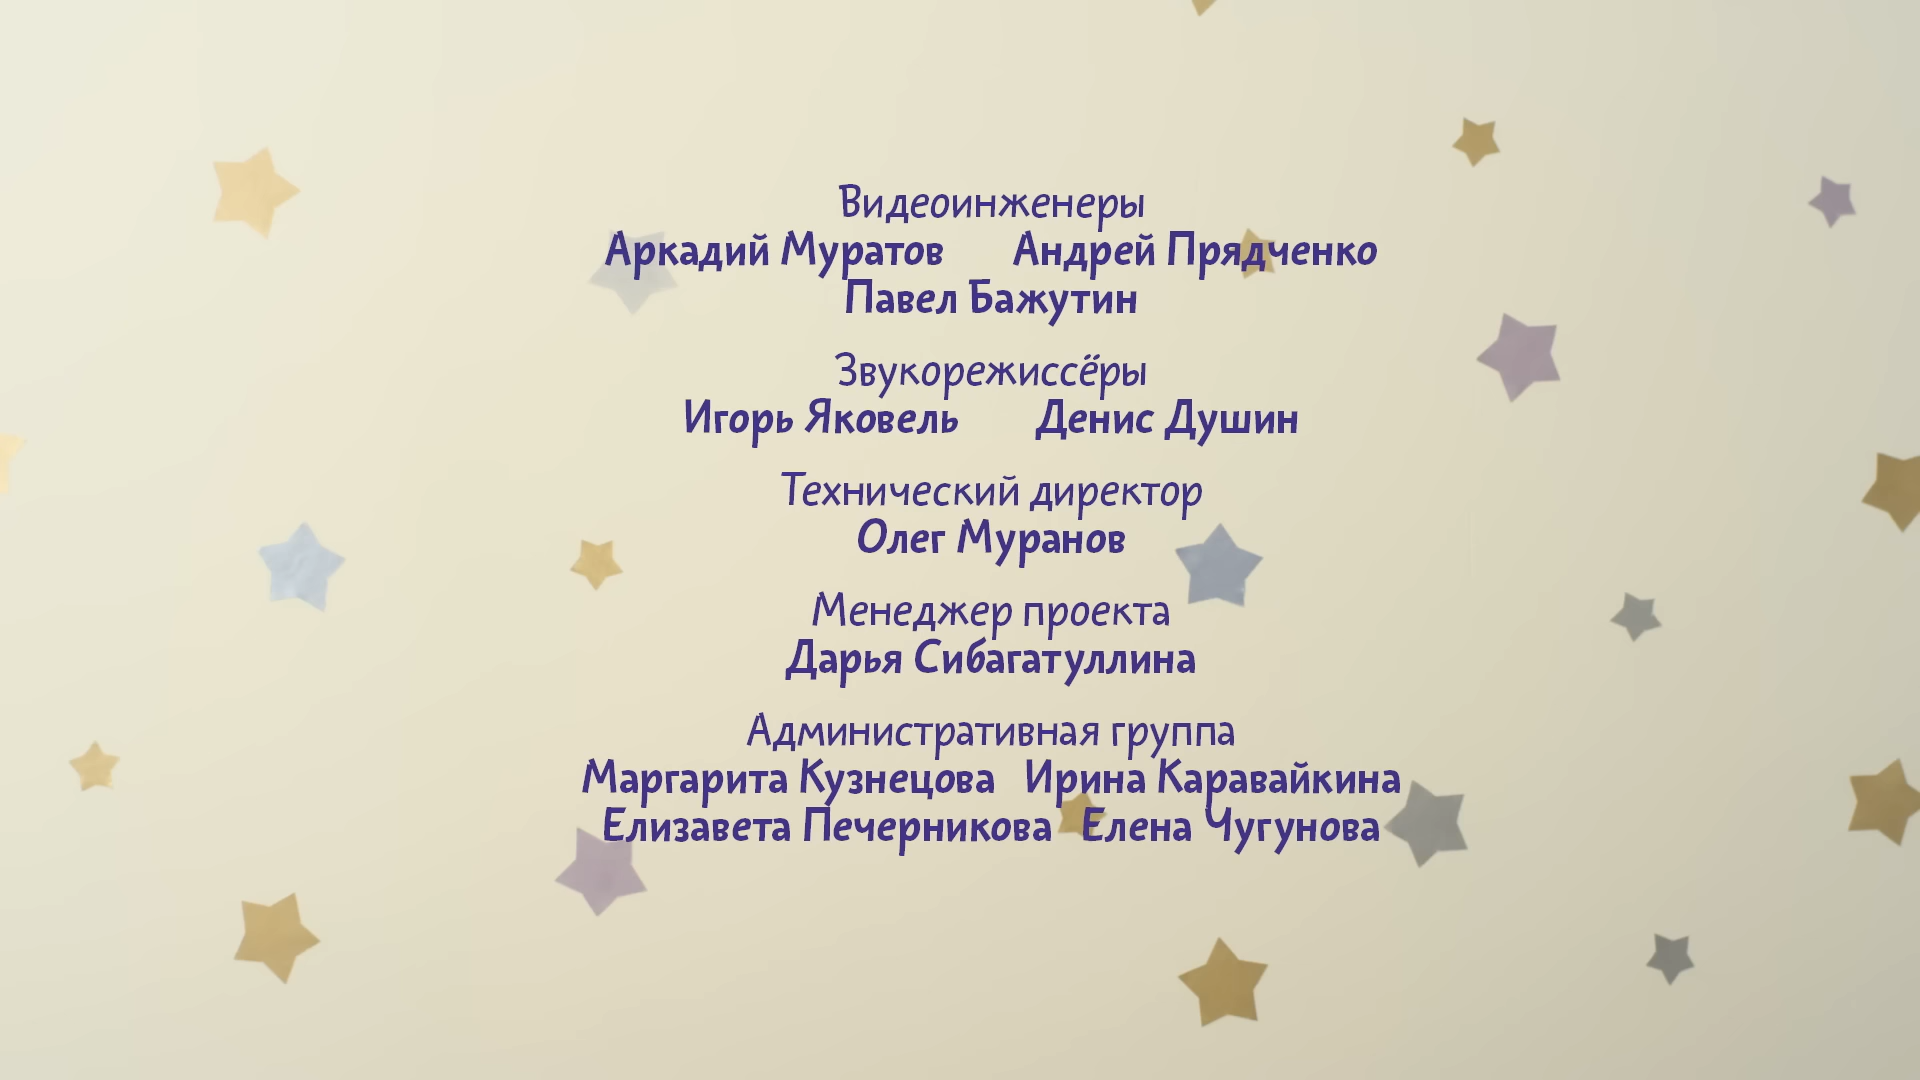 Видеоинженеры
Аркадий Муратов Андрей Прядченко
Павел Бажутин
Звукорежиссёры
Игорь Яковель Денис Душин
Технический директор
Олег Муранов
Менеджер проекта
Дарья Сибагатуллина
Административная группа
Маргарита Кузнецова Ирина Каравайкина
Елизавета Печерникова Елена Чугунова